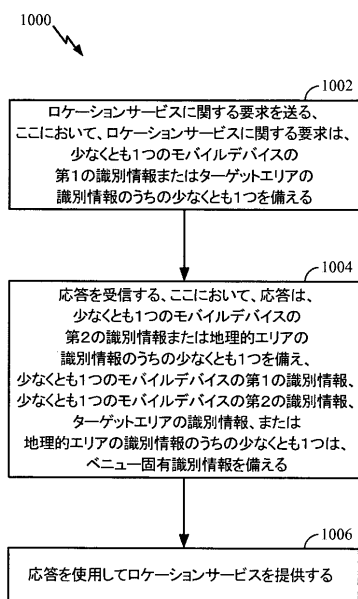 1000
1002
ロケーションサービスに関する要求を送る、
ここにおいて、ロケーションサービスに関する要求は、
少なくとも1つのモバイルデバイスの
第1の識別情報またはターゲットエリアの
識別情報のうちの少なくとも1つを備える
1004
応答を受信する、ここにおいて、応答は、
少なくとも1つのモバイルデバイスの
第2の識別情報または地理的エリアの
識別情報のうちの少なくとも1つを備え、
少なくとも1つのモバイルデバイスの第1の識別情報、
少なくとも1つのモバイルデバイスの第2の識別情報、
ターゲットエリアの識別情報、または
地理的エリアの識別情報のうちの少なくとも1つは、
ベニュー固有識別情報を備える
1006
応答を使用してロケーションサービスを提供する